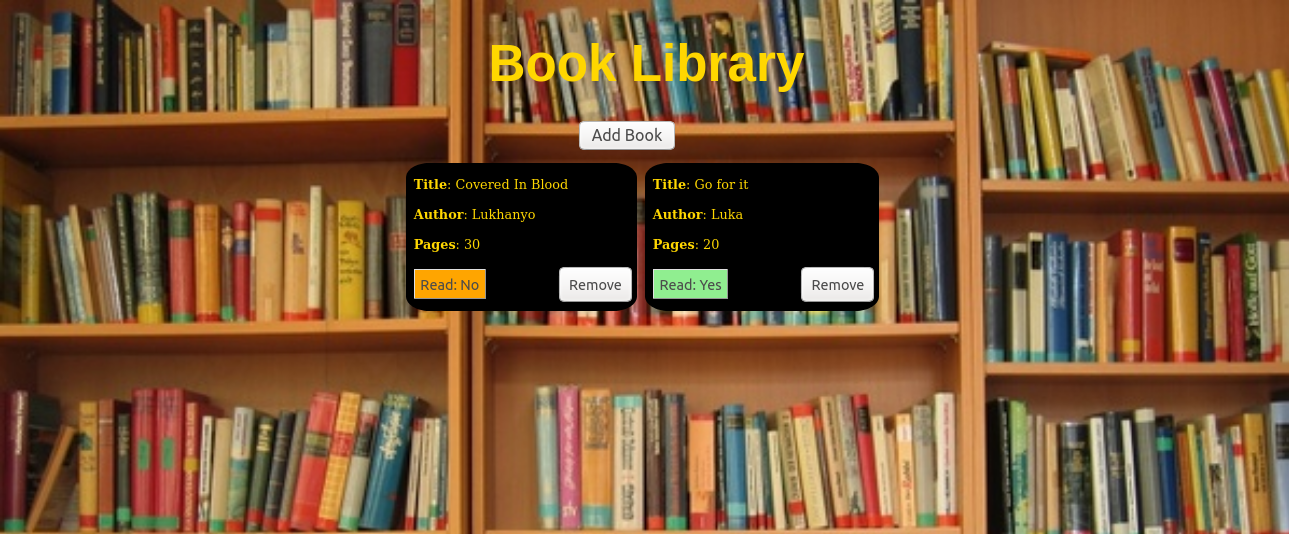 Book Library
Add Book
Title: Covered In Blood
Author: Lukhanyo
Pages: 30
Read: No
Remove
Title: Go for it
Author: Luka
Pages: 20
Read: Yes
Remove